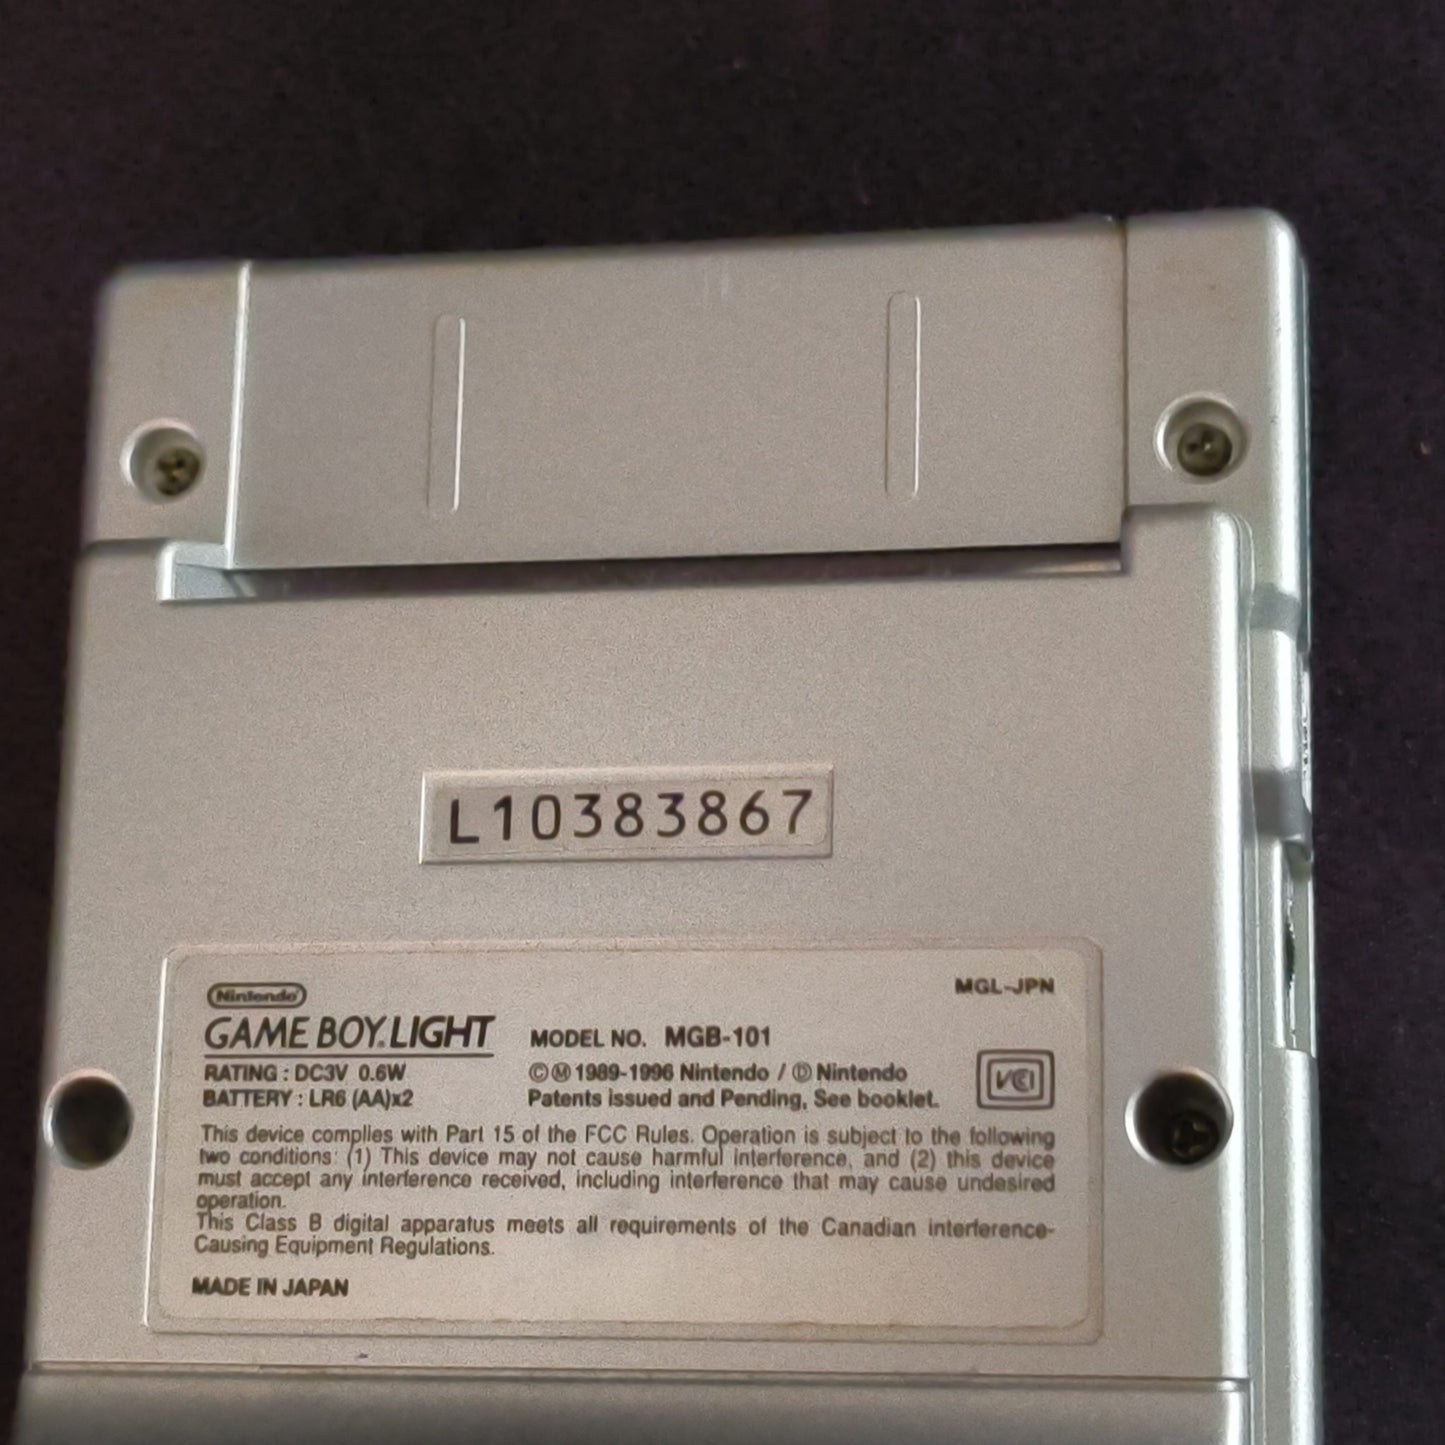 L10383867
Nintendo
MGL-JPN
GAME BOY LIGHT MODEL NO. MGB-101
RATING : DC3V 0.6W ©Ⓜ 1989-1996 Nintendo / Ⓓ Nintendo
BATTERY : LR6 (AA)x2 Patents issued and Pending, See booklet.
VCI
This device complies with Part 15 of the FCC Rules. Operation is subject to the following
two conditions: (1) This device may not cause harmful interference, and (2) this device
must accept any interference received, including interference that may cause undesired
operation.
This Class B digital apparatus meets all requirements of the Canadian Interference-
Causing Equipment Regulations.
MADE IN JAPAN